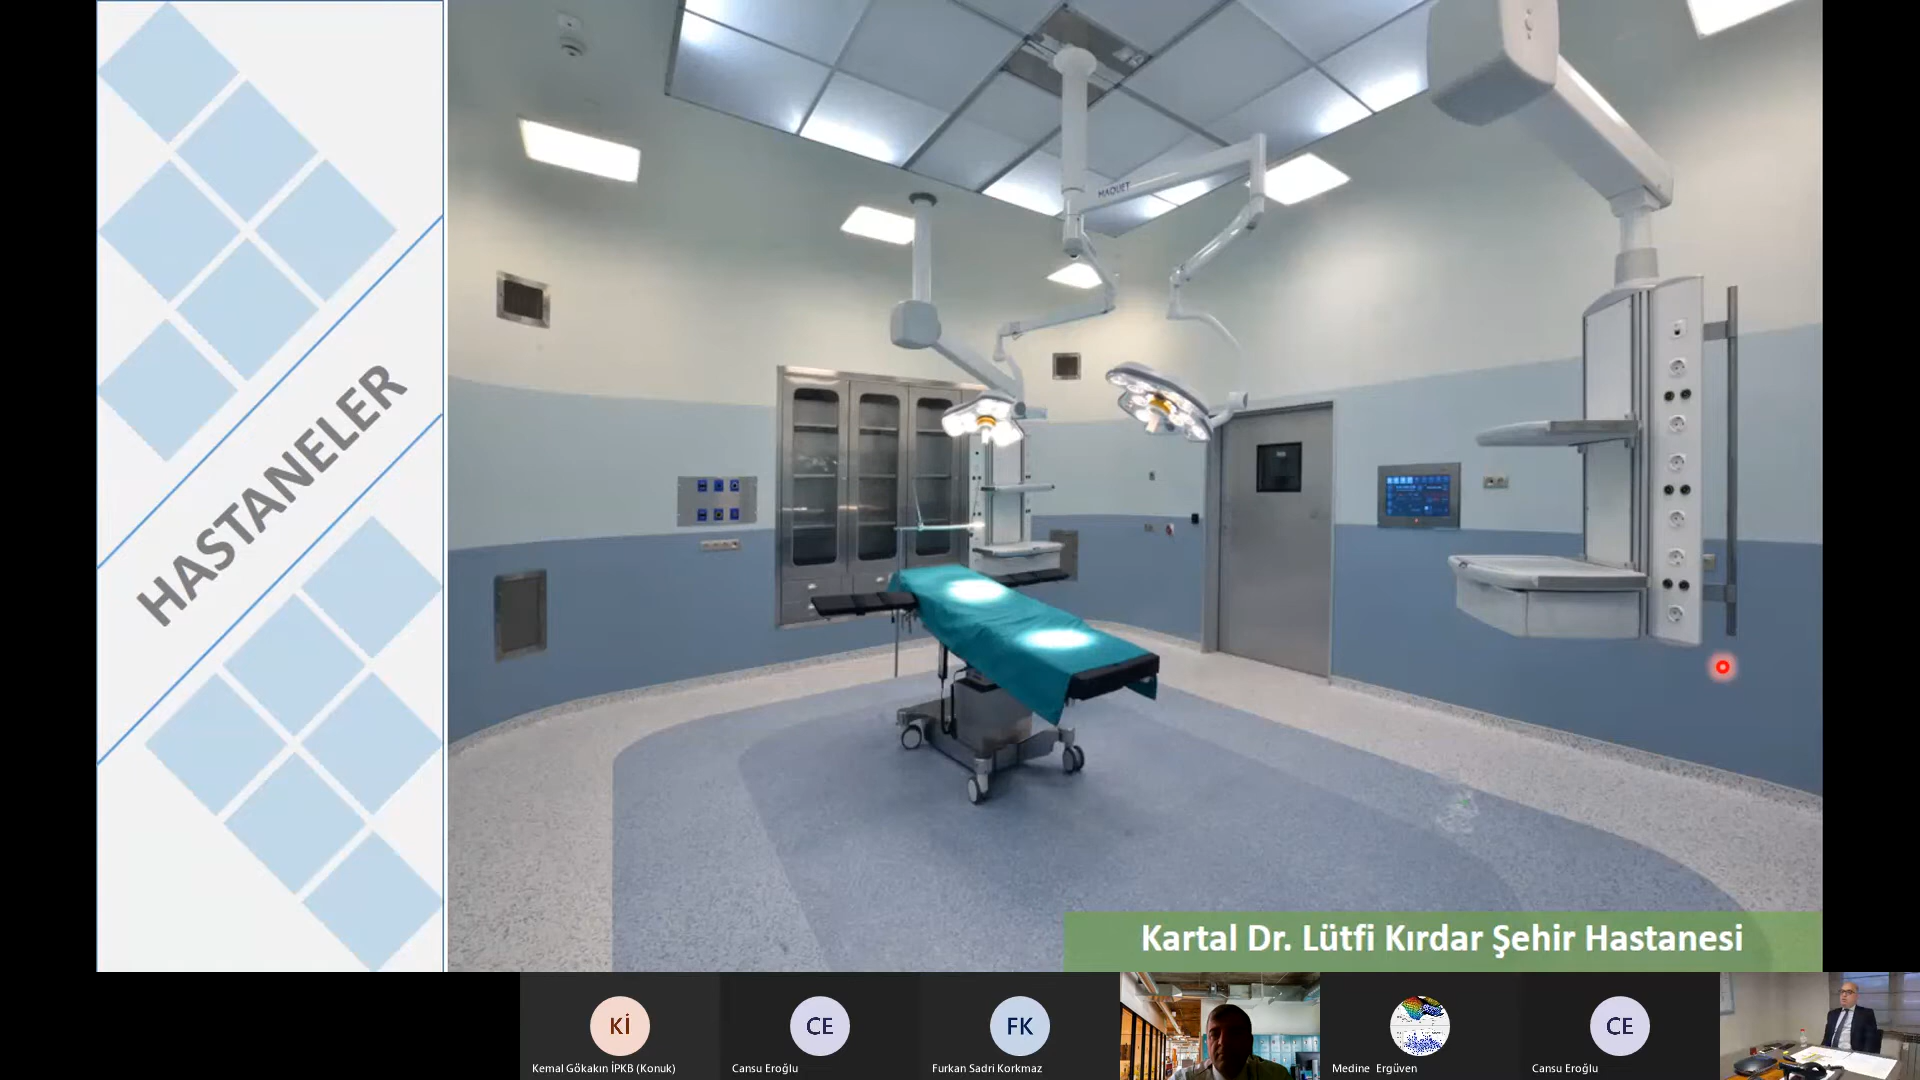 HASTANELER
MAQUET
Kartal Dr. Lütfi Kırdar Şehir Hastanesi
Kİ
CE
FK
CE
Kemal Gökakın İPKB (Konuk)
Cansu Eroğlu
Furkan Sadri Korkmaz
Medine Ergüven
Cansu Eroğlu